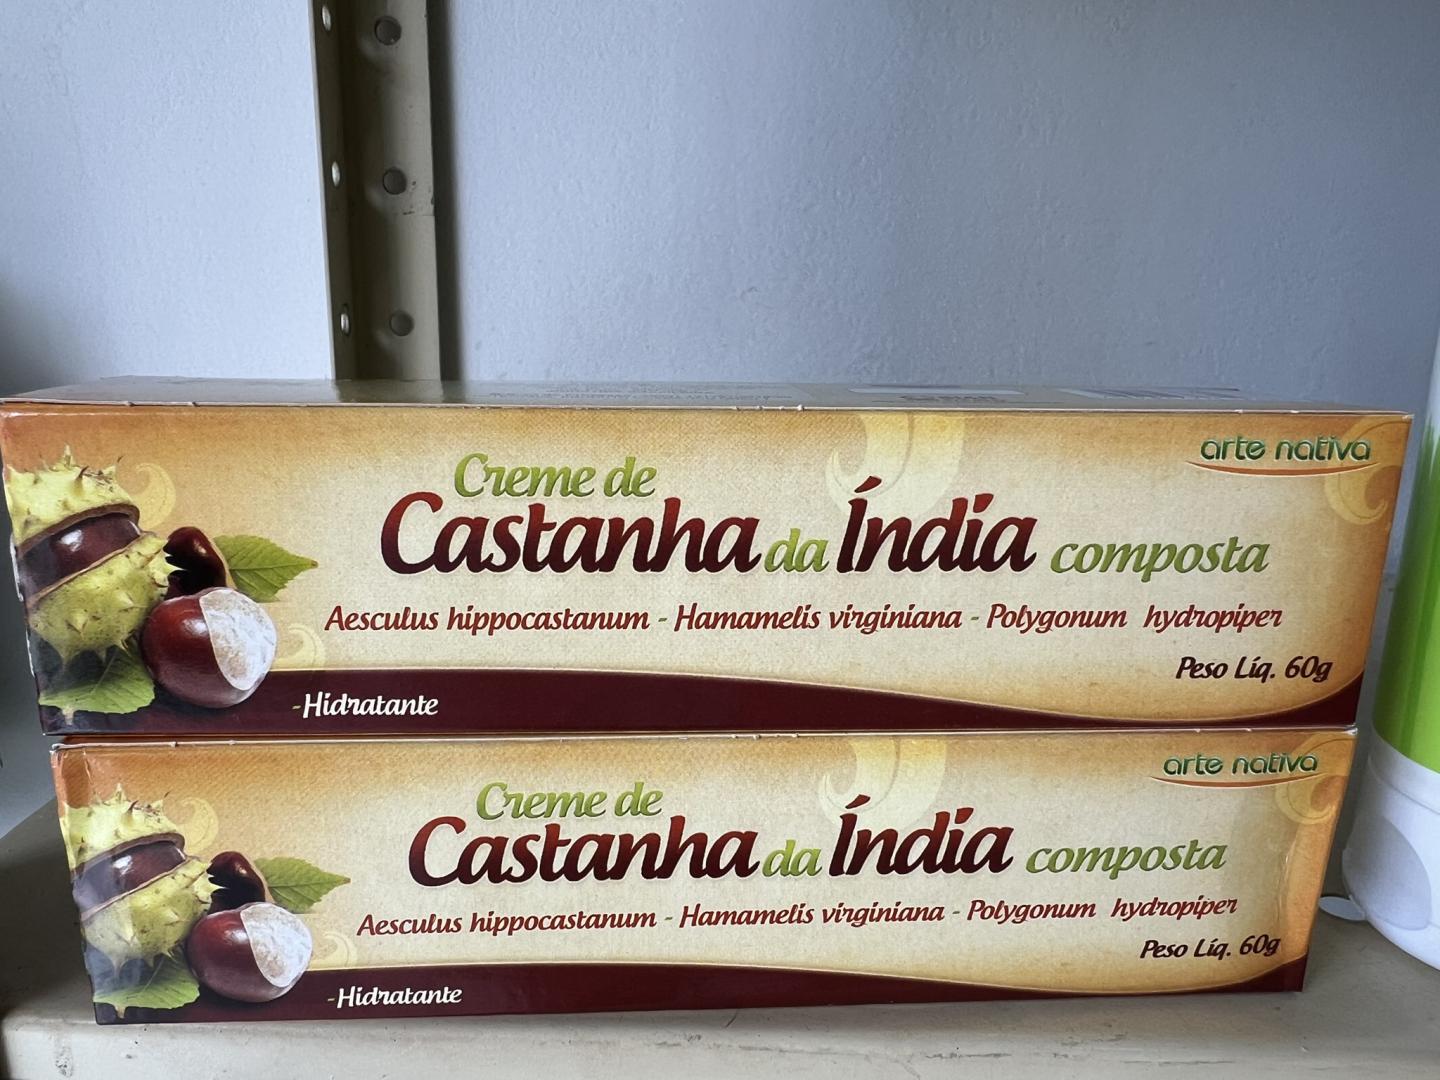 arte nativa
Creme de
Castanha da Índia composta
Aesculus hippocastanum - Hamamelis virginiana - Polygonum hydropiper
Peso Líq. 60g
-Hidratante
arte nativa
Creme de
Castanha da Índia composta
Aesculus hippocastanum - Hamamelis virginiana - Polygonum hydropiper
Peso Líq. 60g
-Hidratante